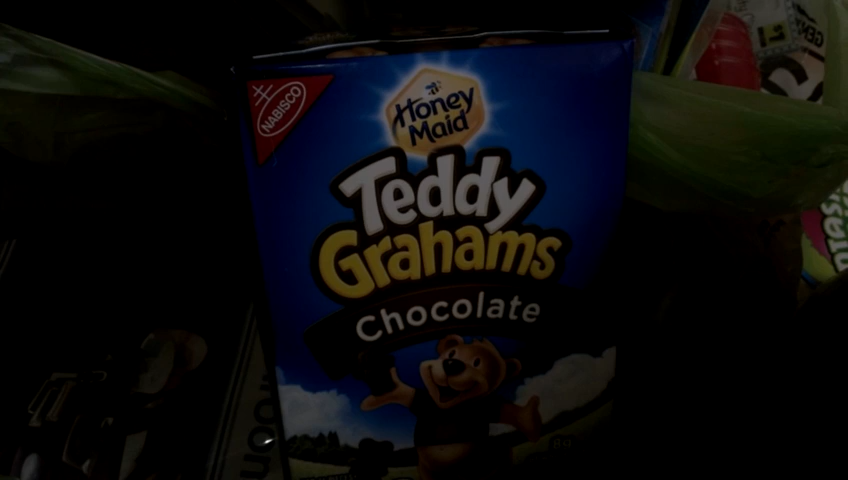 NABISCO
Honey
Maid
Teddy
Grahams
Chocolate